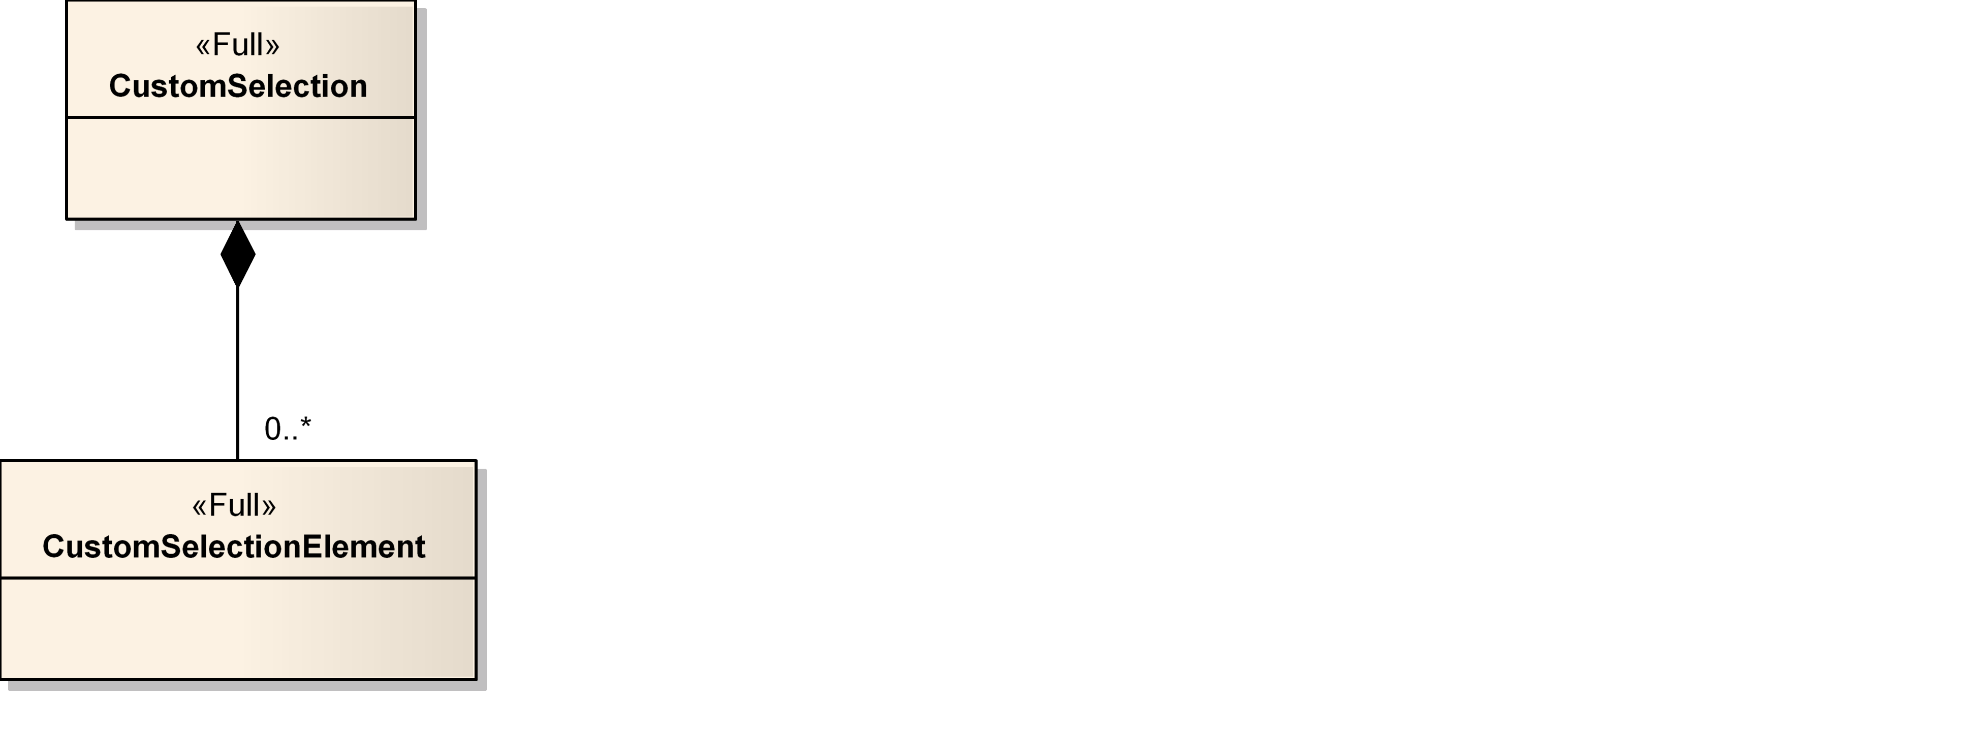 «Full»
CustomSelection
0..*
«Full»
CustomSelectionElement